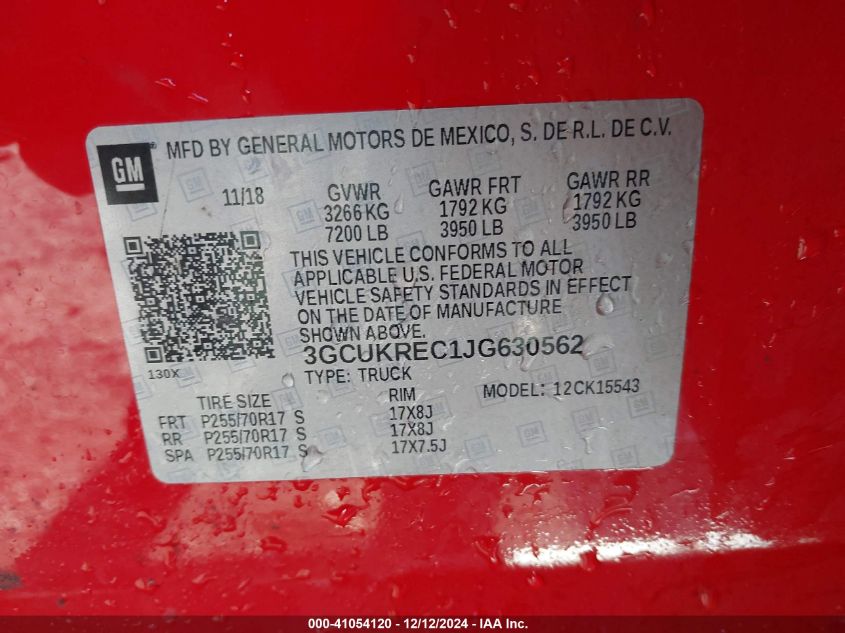 GM
MFD BY GENERAL MOTORS DE MEXICO, S. DE R.L. DE C.V.
11/18 GVWR GAWR FRT GAWR RR
3266 KG 1792 KG 1792 KG
7200 LB 3950 LB 3950 LB
THIS VEHICLE CONFORMS TO ALL
APPLICABLE U.S. FEDERAL MOTOR
VEHICLE SAFETY STANDARDS IN EFFECT
ON THE DATE OF MANUFACTURE
SHOWN ABOVE.
3GCUKREC1JG630562
130X
TYPE: TRUCK MODEL: 12CK15543
TIRE SIZE RIM
FRT P255/70R17 S 17X8J
RR P255/70R17 S 17X8J
SPA P255/70R17 S 17X7.5J
000-41054120 - 12/12/2024 - IAA Inc.